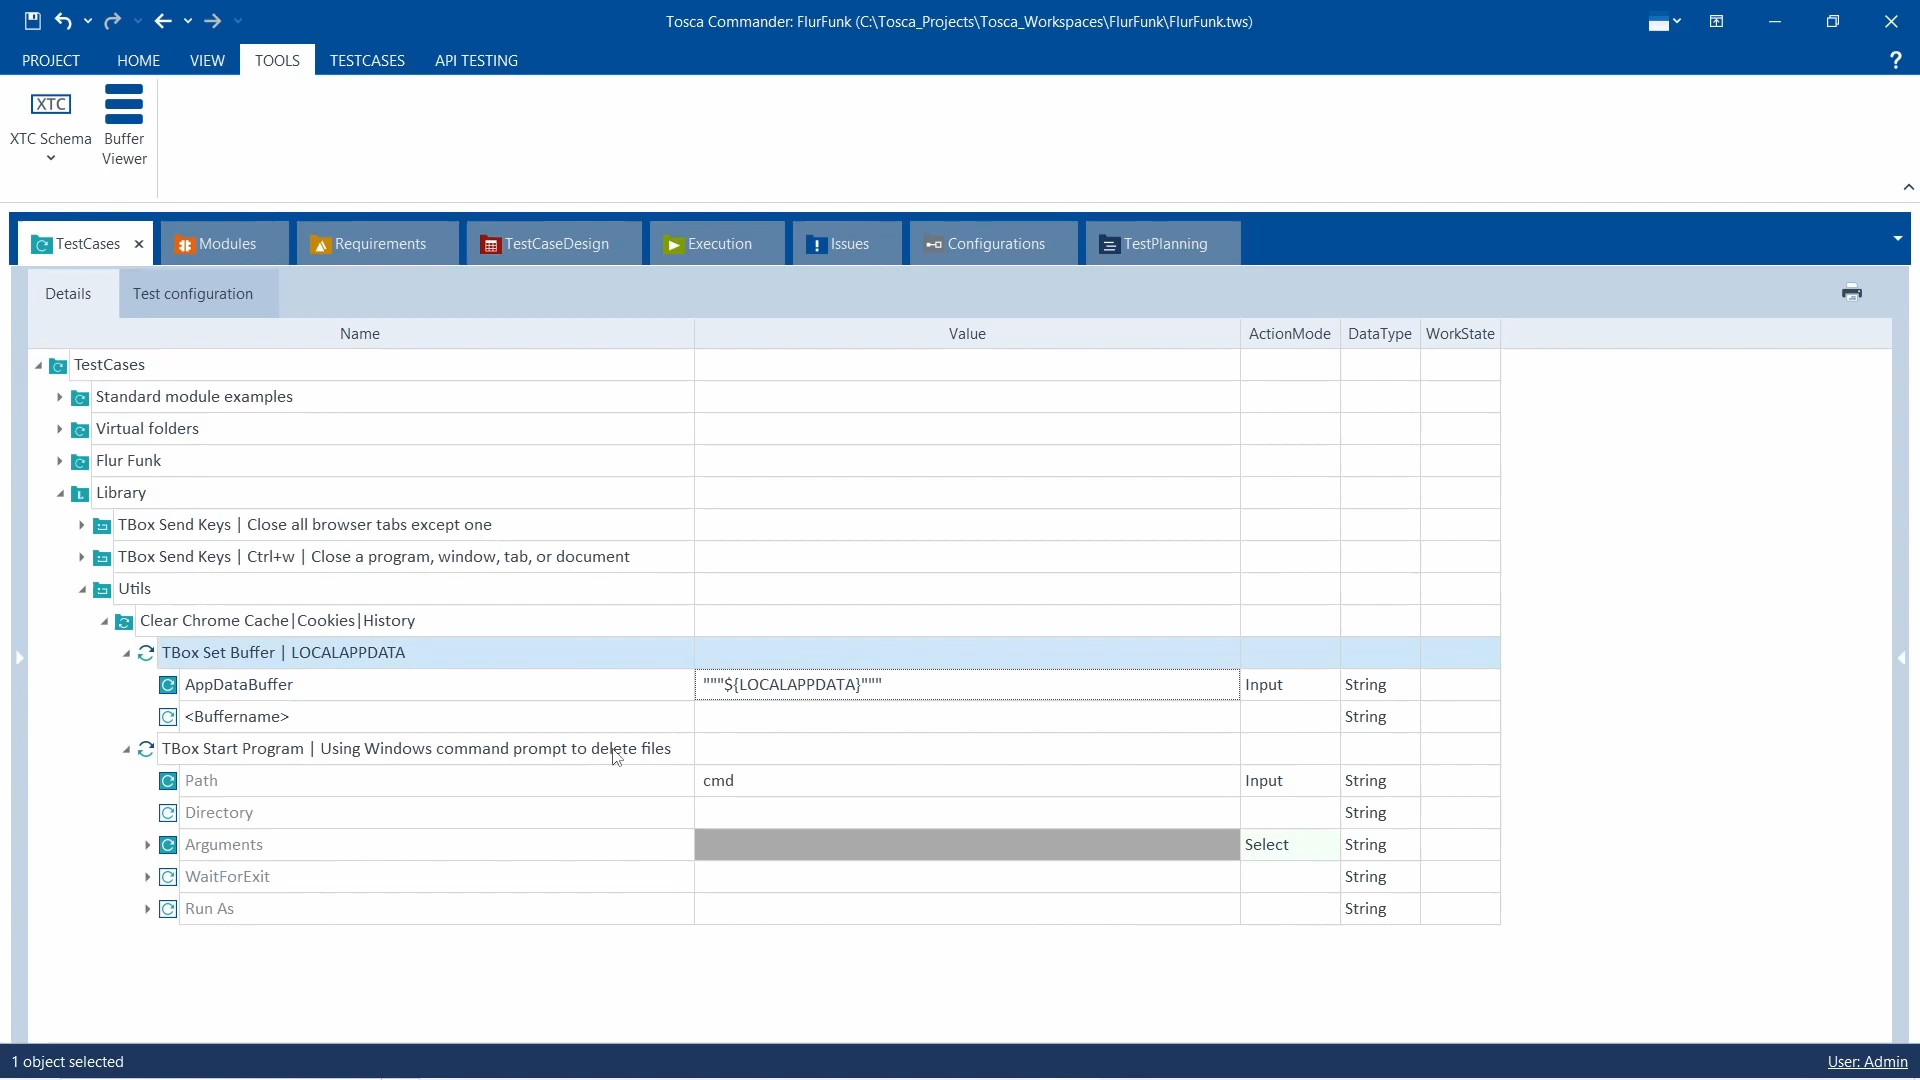 Tosca Commander: FlurFunk (C:\Tosca_Projects\Tosca_Workspaces\FlurFunk\FlurFunk.tws)
PROJECT HOME VIEW TOOLS TESTCASES API TESTING ?
XTC
XTC Schema
Buffer
Viewer
TestCases Modules Requirements TestCaseDesign Execution Issues Configurations TestPlanning
Details Test configuration
Name Value ActionMode DataType WorkState
TestCases
Standard module examples
Virtual folders
Flur Funk
Library
TBox Send Keys | Close all browser tabs except one
TBox Send Keys | Ctrl+w | Close a program, window, tab, or document
Utils
Clear Chrome Cache|Cookies|History
TBox Set Buffer | LOCALAPPDATA
AppDataBuffer """${LOCALAPPDATA}""" Input String
<Buffername> String
TBox Start Program | Using Windows command prompt to delete files
Path cmd Input String
Directory String
Arguments Select String
WaitForExit String
Run As String
1 object selected User: Admin